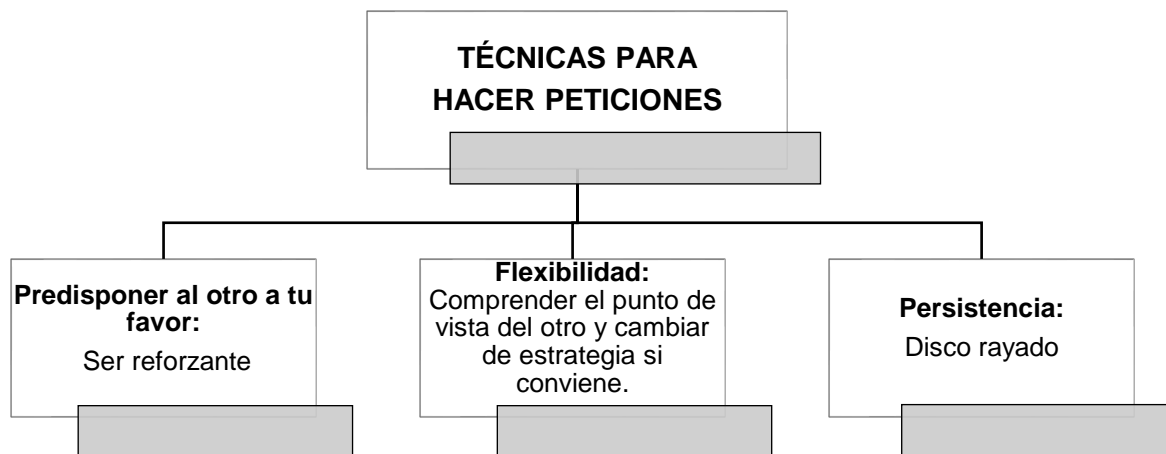 TÉCNICAS PARA
HACER PETICIONES
Predisponer al otro a tu
favor:
Ser reforzante
Flexibilidad:
Comprender el punto de
vista del otro y cambiar
de estrategia si
conviene.
Persistencia:
Disco rayado